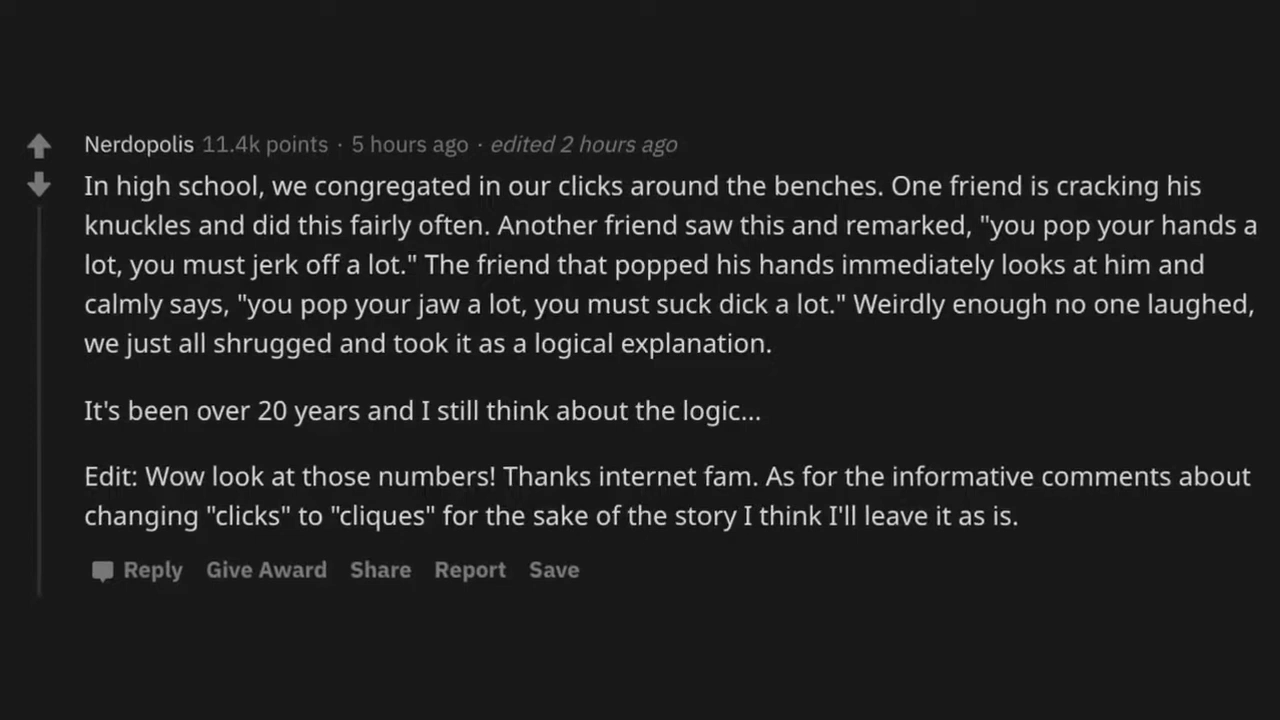 Nerdopolis 11.4k points · 5 hours ago · edited 2 hours ago
In high school, we congregated in our clicks around the benches. One friend is cracking his
knuckles and did this fairly often. Another friend saw this and remarked, "you pop your hands a
lot, you must jerk off a lot." The friend that popped his hands immediately looks at him and
calmly says, "you pop your jaw a lot, you must suck dick a lot." Weirdly enough no one laughed,
we just all shrugged and took it as a logical explanation.
It's been over 20 years and I still think about the logic...
Edit: Wow look at those numbers! Thanks internet fam. As for the informative comments about
changing "clicks" to "cliques" for the sake of the story I think I'll leave it as is.
Reply Give Award Share Report Save